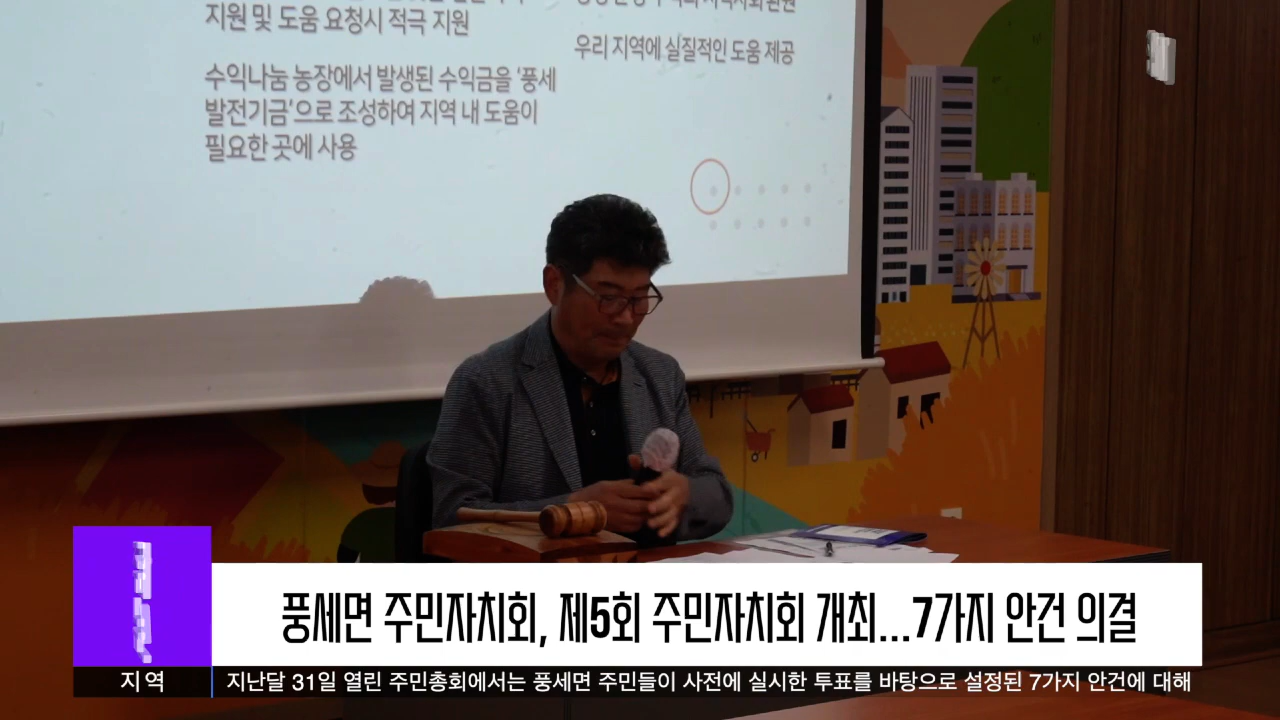 지원 및 도움 요청시 적극 지원
수익나눔 농장에서 발생된 수익금을 ‘풍세
발전기금’으로 조성하여 지역 내 도움이
필요한 곳에 사용
우리 지역에 실질적인 도움 제공
풍세면 주민자치회, 제5회 주민자치회 개최...7가지 안건 의결
지역
지난달 31일 열린 주민총회에서는 풍세면 주민들이 사전에 실시한 투표를 바탕으로 설정된 7가지 안건에 대해